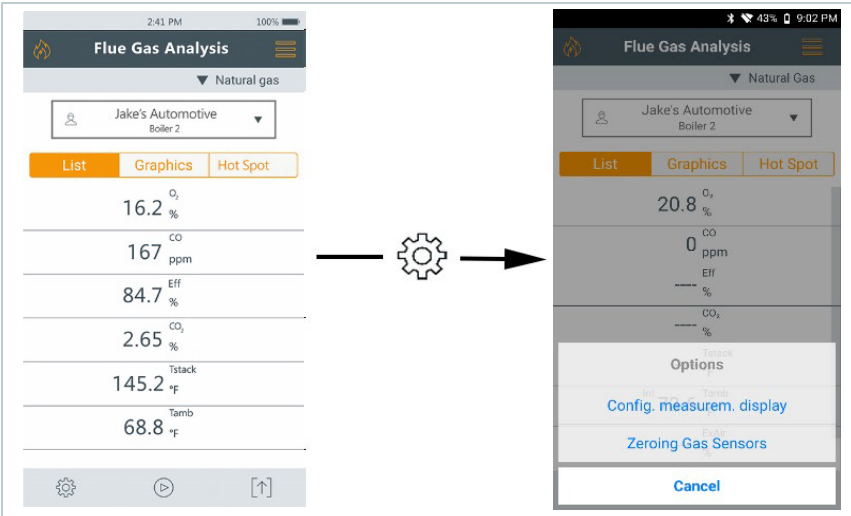 2:41 PM 100%
Flue Gas Analysis
▼ Natural gas
Jake's Automotive
Boiler 2
List Graphics Hot Spot
16.2 O₂ %
167 CO ppm
84.7 Eff %
2.65 CO₂ %
145.2 Tstack °F
68.8 Tamb °F
43% 9:02 PM
Flue Gas Analysis
▼ Natural Gas
Jake's Automotive
Boiler 2
List Graphics Hot Spot
20.8 O₂ %
0 CO ppm
---- Eff %
---- CO₂ %
Tstack
Options
Tamb
Config. measurem. display
ExAir
Zeroing Gas Sensors
Cancel